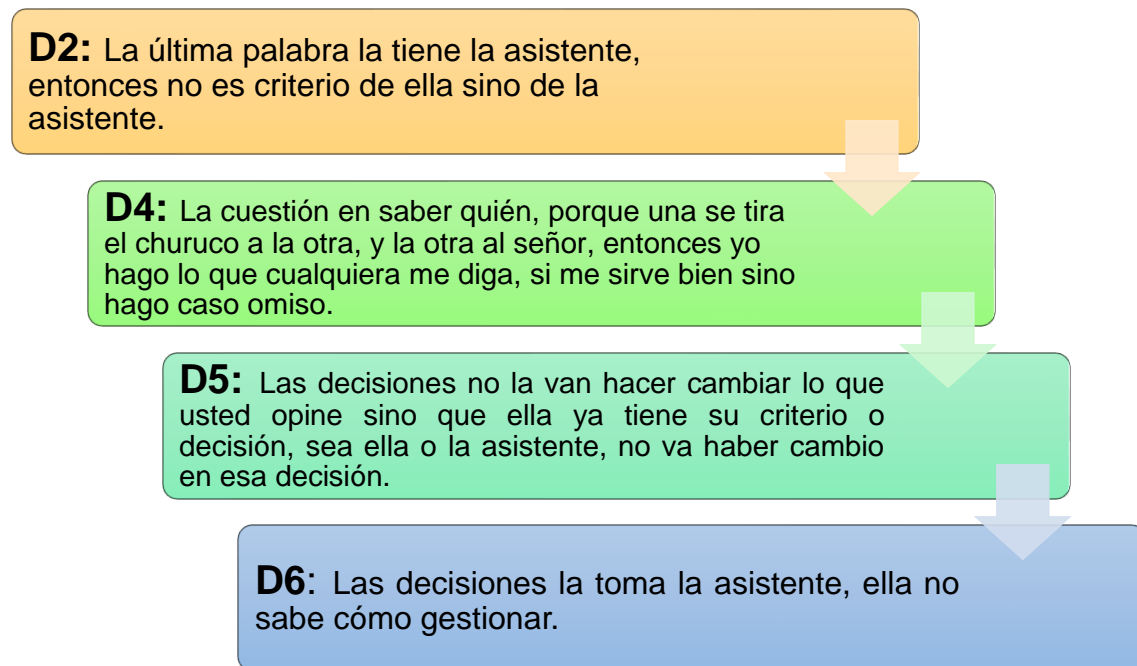 D2: La última palabra la tiene la asistente,
entonces no es criterio de ella sino de la
asistente.
D4: La cuestión en saber quién, porque una se tira
el churuco a la otra, y la otra al señor, entonces yo
hago lo que cualquiera me diga, si me sirve bien sino
hago caso omiso.
D5: Las decisiones no la van hacer cambiar lo que
usted opine sino que ella ya tiene su criterio o
decisión, sea ella o la asistente, no va haber cambio
en esa decisión.
D6: Las decisiones la toma la asistente, ella no
sabe cómo gestionar.